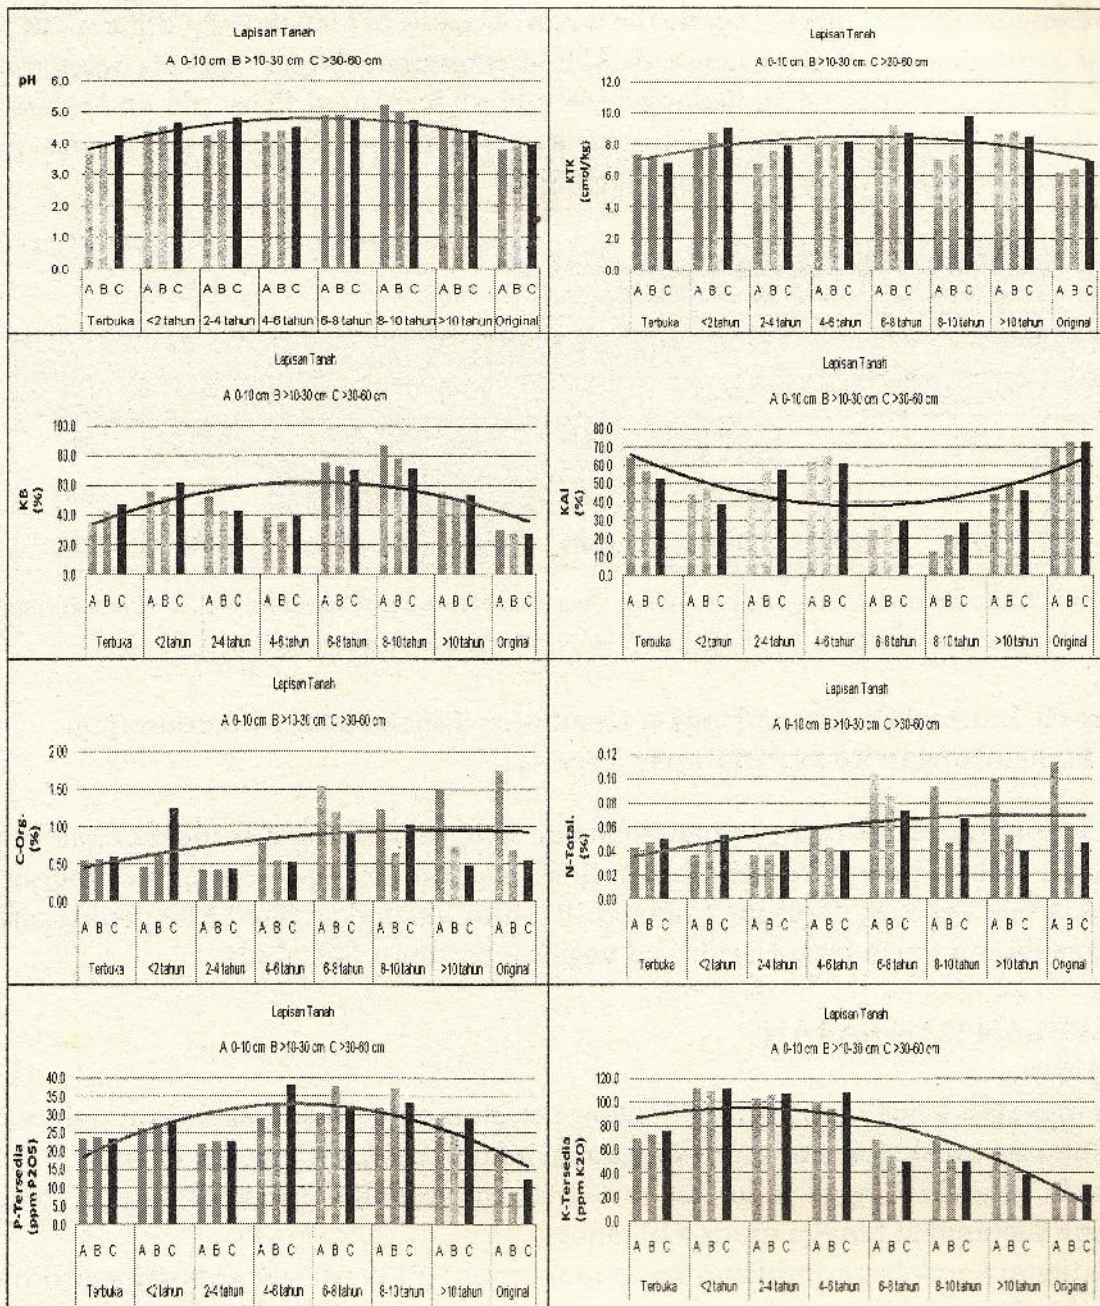 Lapisan Tanah
A 0-10 cm B >10-30 cm C >30-60 cm
pH
6.0
5.0
4.0
3.0
2.0
1.0
0.0
A B C A B C A B C A B C A B C A B C A B C A B C
Terbuka <2 tahun 2-4 tahun 4-6 tahun 6-8 tahun 8-10 tahun >10 tahun Original
Lapisan Tanah
A 0-10 cm B >10-30 cm C >30-60 cm
KTK
(cmol/kg)
12.0
10.0
8.0
6.0
4.0
2.0
0.0
A B C A B C A B C A B C A B C A B C A B C A B C
Terbuka <2 tahun 2-4 tahun 4-6 tahun 6-8 tahun 8-10 tahun >10 tahun Original
Lapisan Tanah
A 0-10 cm B >10-30 cm C >30-60 cm
KB
(%)
100.0
80.0
60.0
40.0
20.0
0.0
A B C A B C A B C A B C A B C A B C A B C A B C
Terbuka <2 tahun 2-4 tahun 4-6 tahun 6-8 tahun 8-10 tahun >10 tahun Original
Lapisan Tanah
A 0-10 cm B >10-30 cm C >30-60 cm
KAl
(%)
80.0
70.0
60.0
50.0
40.0
30.0
20.0
10.0
0.0
A B C A B C A B C A B C A B C A B C A B C A B C
Terbuka <2 tahun 2-4 tahun 4-6 tahun 6-8 tahun 8-10 tahun >10 tahun Original
Lapisan Tanah
A 0-10 cm B >10-30 cm C >30-60 cm
C-Org.
(%)
2.00
1.50
1.00
0.50
0.00
A B C A B C A B C A B C A B C A B C A B C A B C
Terbuka <2 tahun 2-4 tahun 4-6 tahun 6-8 tahun 8-10 tahun >10 tahun Original
Lapisan Tanah
A 0-10 cm B >10-30 cm C >30-60 cm
N-Total.
(%)
0.12
0.10
0.08
0.06
0.04
0.02
0.00
A B C A B C A B C A B C A B C A B C A B C A B C
Terbuka <2 tahun 2-4 tahun 4-6 tahun 6-8 tahun 8-10 tahun >10 tahun Original
Lapisan Tanah
A 0-10 cm B >10-30 cm C >30-60 cm
P-Tersedia
(ppm P2O5)
40.0
35.0
30.0
25.0
20.0
15.0
10.0
5.0
0.0
A B C A B C A B C A B C A B C A B C A B C A B C
Terbuka <2 tahun 2-4 tahun 4-6 tahun 6-8 tahun 8-10 tahun >10 tahun Original
Lapisan Tanah
A 0-10 cm B >10-30 cm C >30-60 cm
K-Tersedia
(ppm K2O)
120.0
100.0
80.0
60.0
40.0
20.0
0.0
A B C A B C A B C A B C A B C A B C A B C A B C
Terbuka <2 tahun 2-4 tahun 4-6 tahun 6-8 tahun 8-10 tahun >10 tahun Original